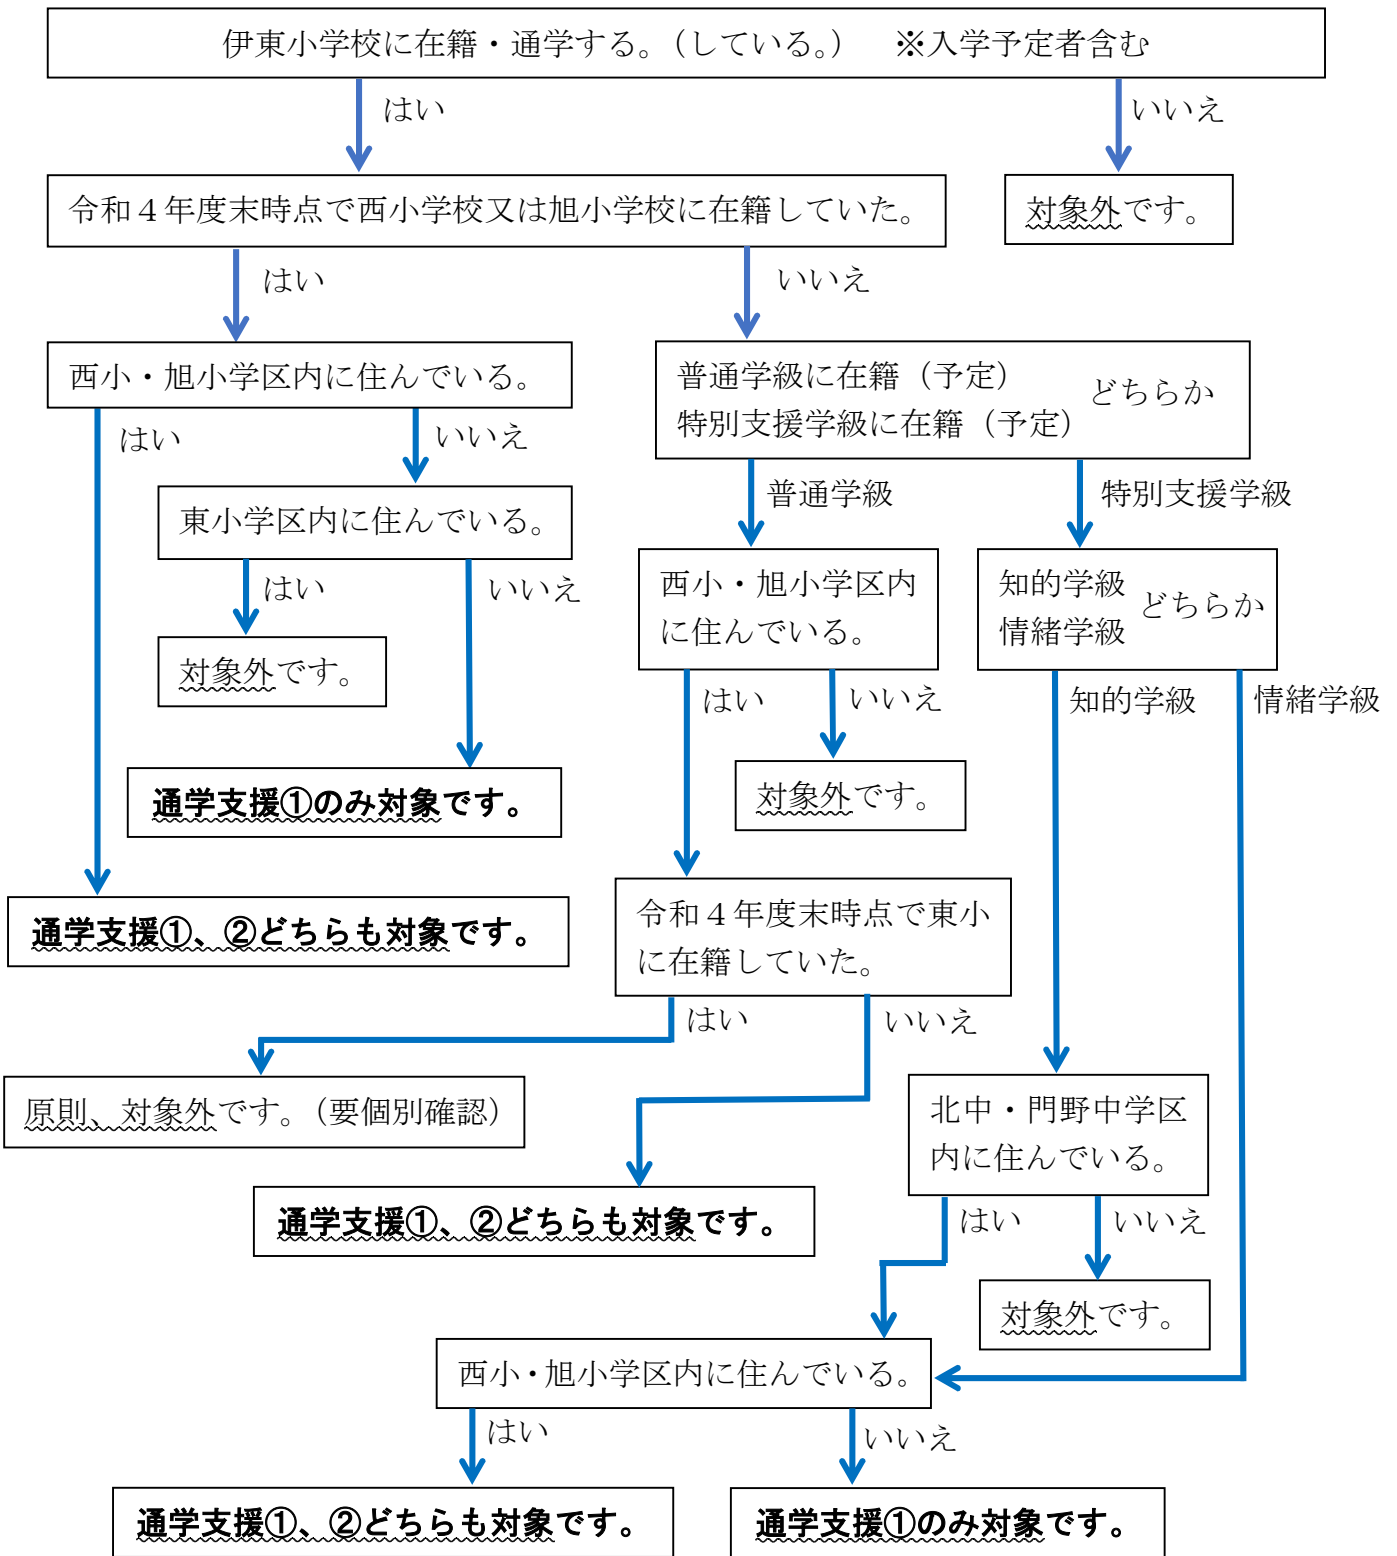 伊東小学校に在籍・通学する。（している。）　※入学予定者含む
はい
いいえ
令和４年度末時点で西小学校又は旭小学校に在籍していた。
対象外です。
はい
いいえ
西小・旭小学区内に住んでいる。
普通学級に在籍（予定）
特別支援学級に在籍（予定）
どちらか
はい
いいえ
普通学級
特別支援学級
東小学区内に住んでいる。
西小・旭小学区内
に住んでいる。
知的学級
情緒学級
どちらか
はい
いいえ
対象外です。
はい
いいえ
知的学級
情緒学級
通学支援①のみ対象です。
対象外です。
通学支援①、②どちらも対象です。
令和４年度末時点で東小
に在籍していた。
はい
いいえ
原則、対象外です。（要個別確認）
北中・門野中学区
内に住んでいる。
通学支援①、②どちらも対象です。
はい
いいえ
対象外です。
西小・旭小学区内に住んでいる。
はい
いいえ
通学支援①、②どちらも対象です。
通学支援①のみ対象です。